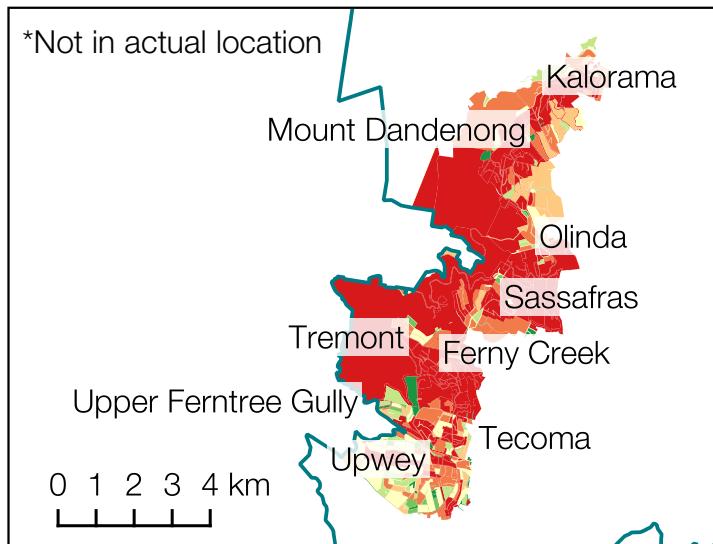 *Not in actual location
Kalorama
Mount Dandenong
Olinda
Sassafras
Tremont
Ferny Creek
Upper Ferntree Gully
Tecoma
Upwey
0 1 2 3 4 km